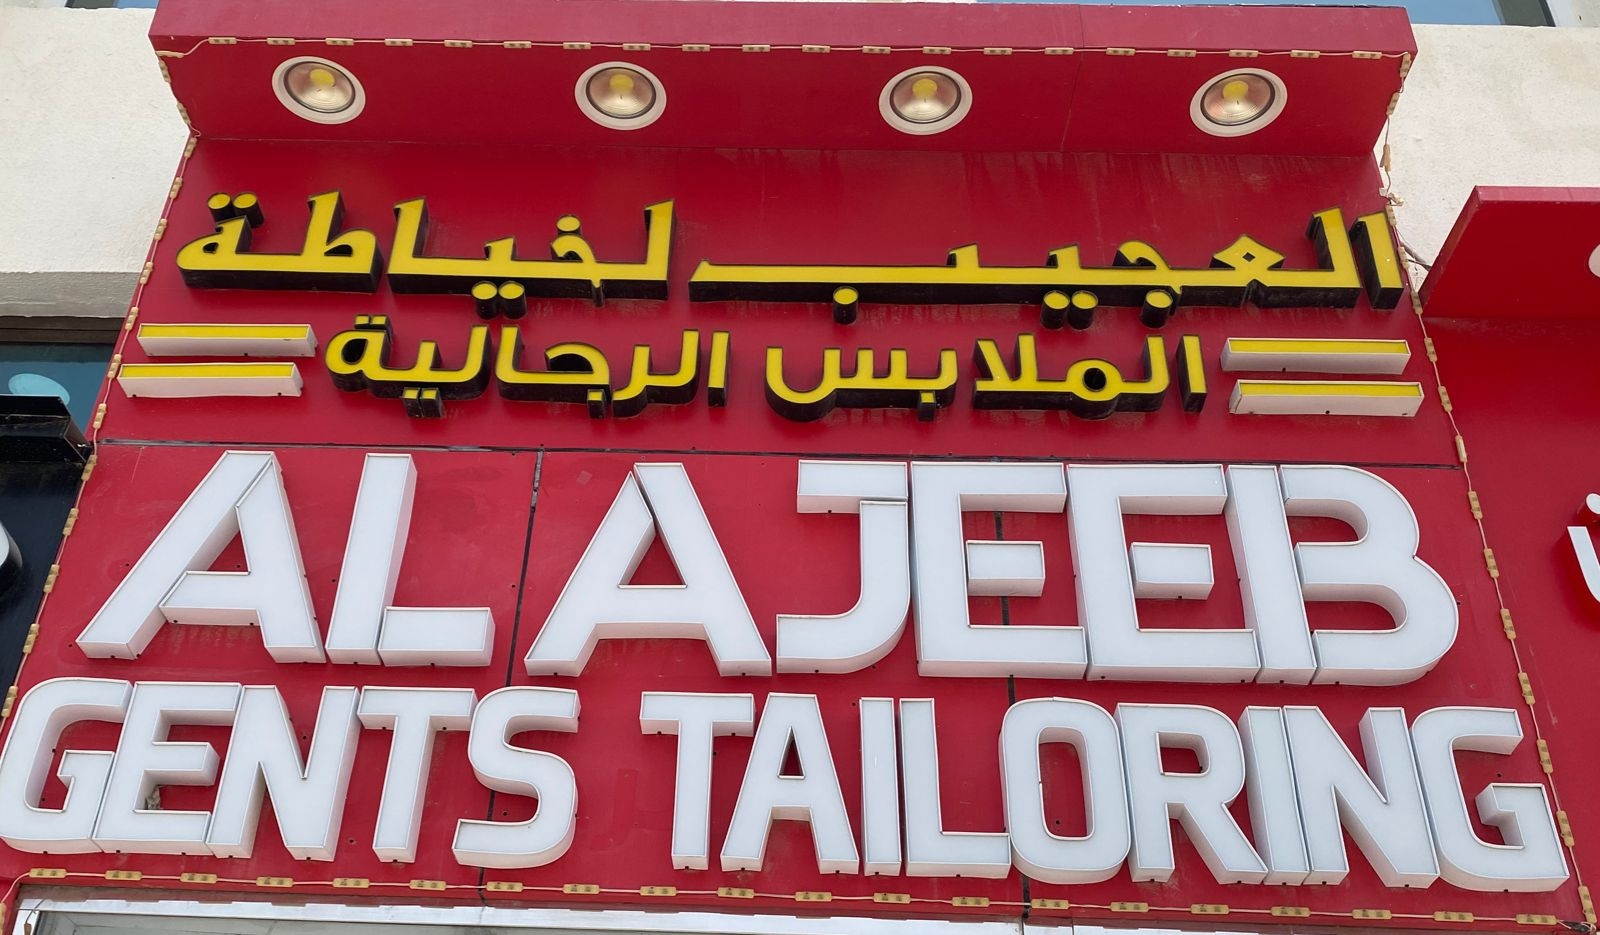 العجيب لخياطة
الملابس الرجالية
AL AJEEB
GENTS TAILORING